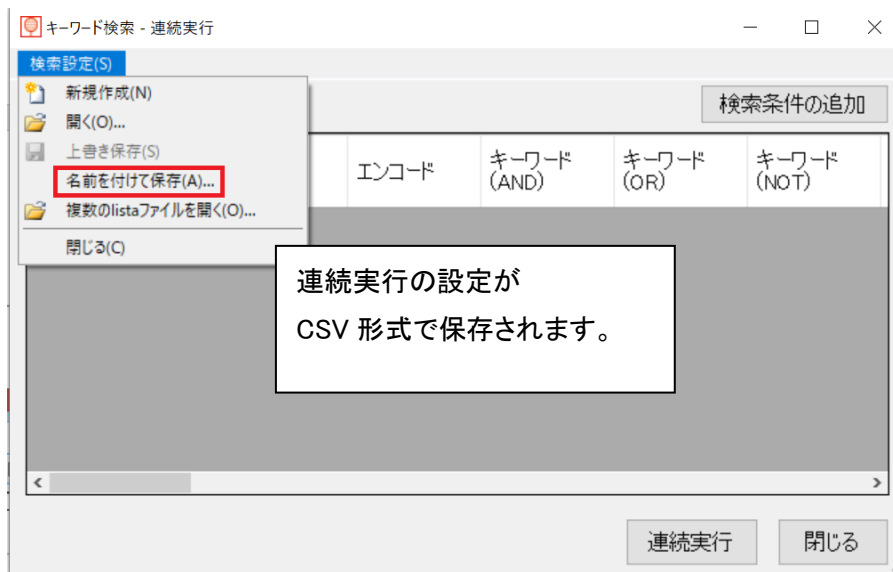 キーワード検索 - 連続実行
検索設定(S)
新規作成(N)
開く(O)...
上書き保存(S)
名前を付けて保存(A)...
複数のlistaファイルを開く(O)...
閉じる(C)
検索条件の追加
エンコード
キーワード
(AND)
キーワード
(OR)
キーワード
(NOT)
連続実行の設定が
CSV 形式で保存されます。
連続実行
閉じる